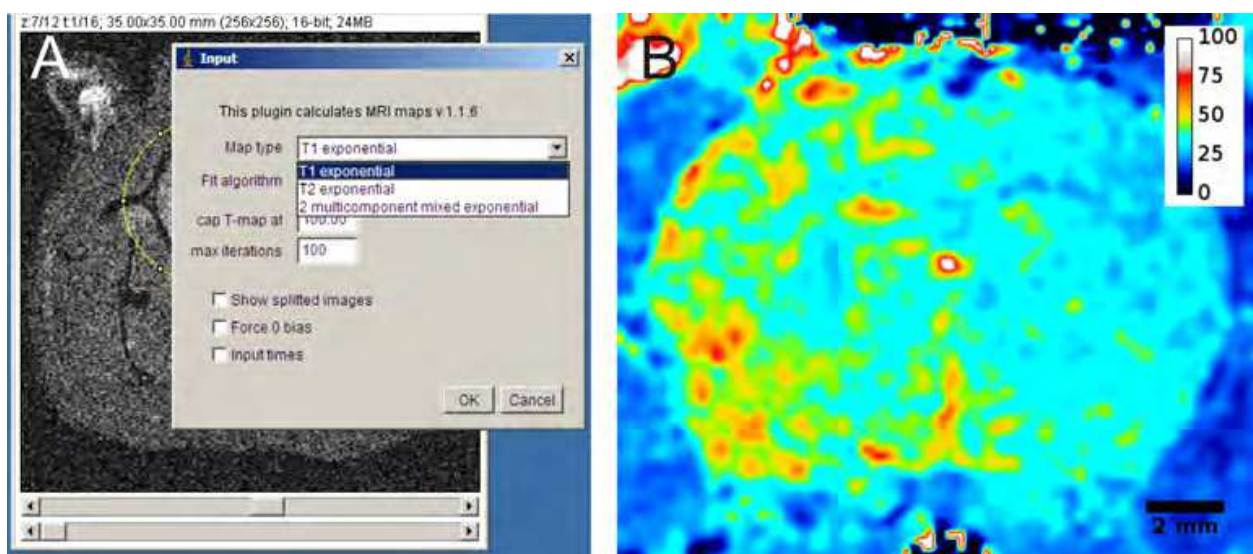 z:7/12 t:1/16; 35.00x35.00 mm (256x256); 16-bit; 24MB
A
Input
This plugin calculates MRI maps v.1.1.6
Map type T1 exponential
T1 exponential
Fit algorithm
T2 exponential
2 multicomponent mixed exponential
cap T-map at 100.00
max iterations 100
Show splitted images
Force 0 bias
Input times
OK Cancel
B
100
75
50
25
0
2 mm